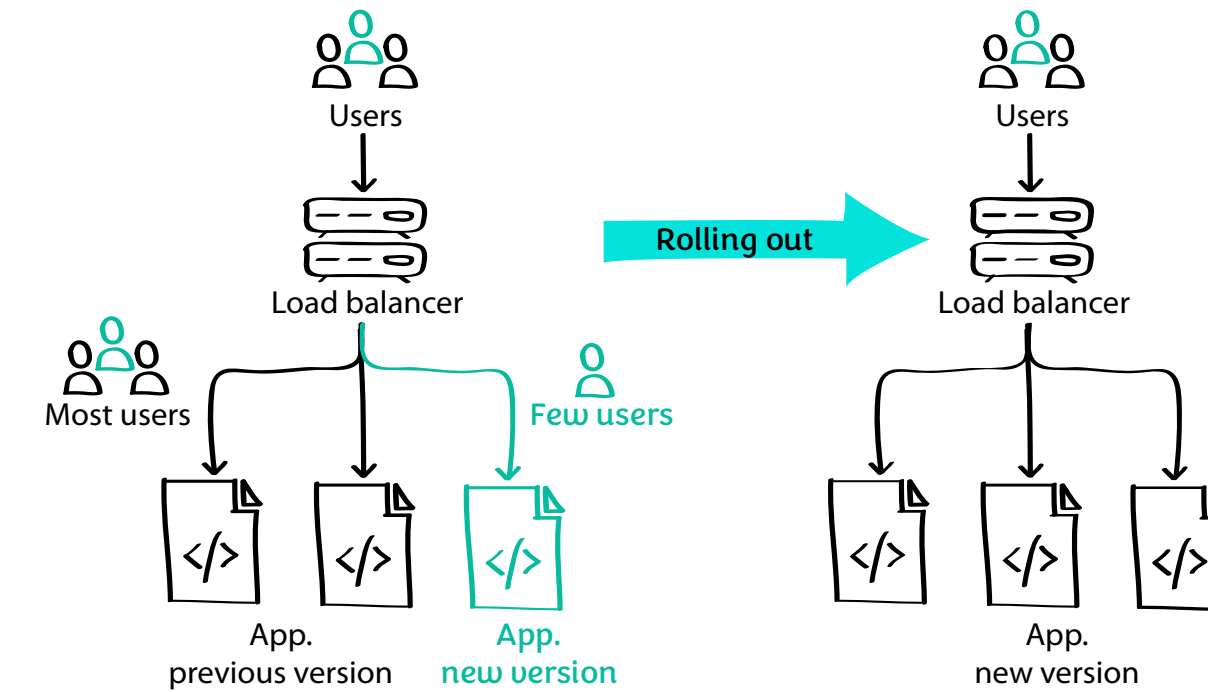 Users
Users
Rolling out
Load balancer
Load balancer
Most users
Few users
</>
</>
</>
</>
</>
</>
App.
previous version
App.
new version
App.
new version